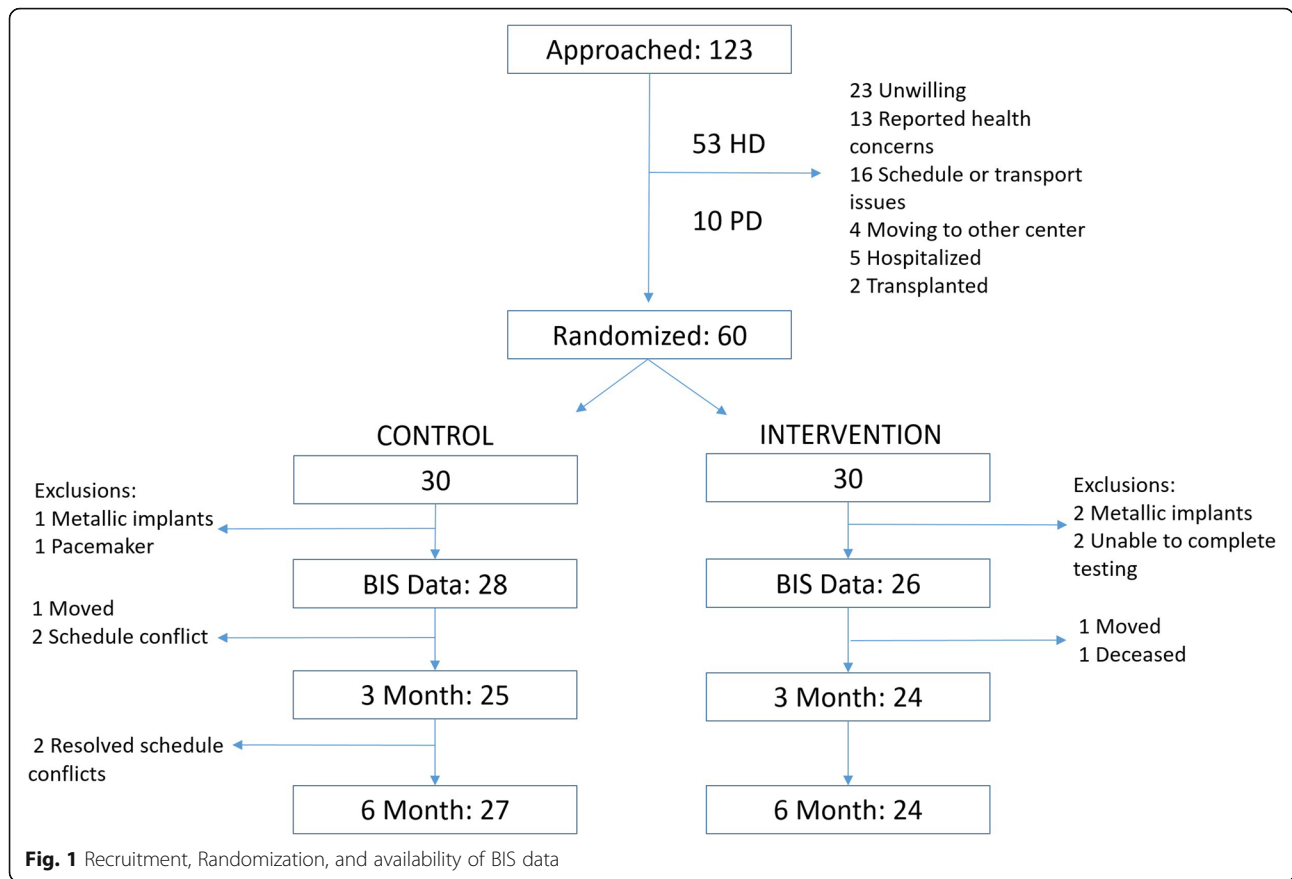 Approached: 123
53 HD
10 PD
23 Unwilling
13 Reported health
concerns
16 Schedule or transport
issues
4 Moving to other center
5 Hospitalized
2 Transplanted
Randomized: 60
CONTROL
30
Exclusions:
1 Metallic implants
1 Pacemaker
BIS Data: 28
1 Moved
2 Schedule conflict
3 Month: 25
2 Resolved schedule
conflicts
6 Month: 27
INTERVENTION
30
Exclusions:
2 Metallic implants
2 Unable to complete
testing
BIS Data: 26
1 Moved
1 Deceased
3 Month: 24
6 Month: 24
Fig. 1 Recruitment, Randomization, and availability of BIS data